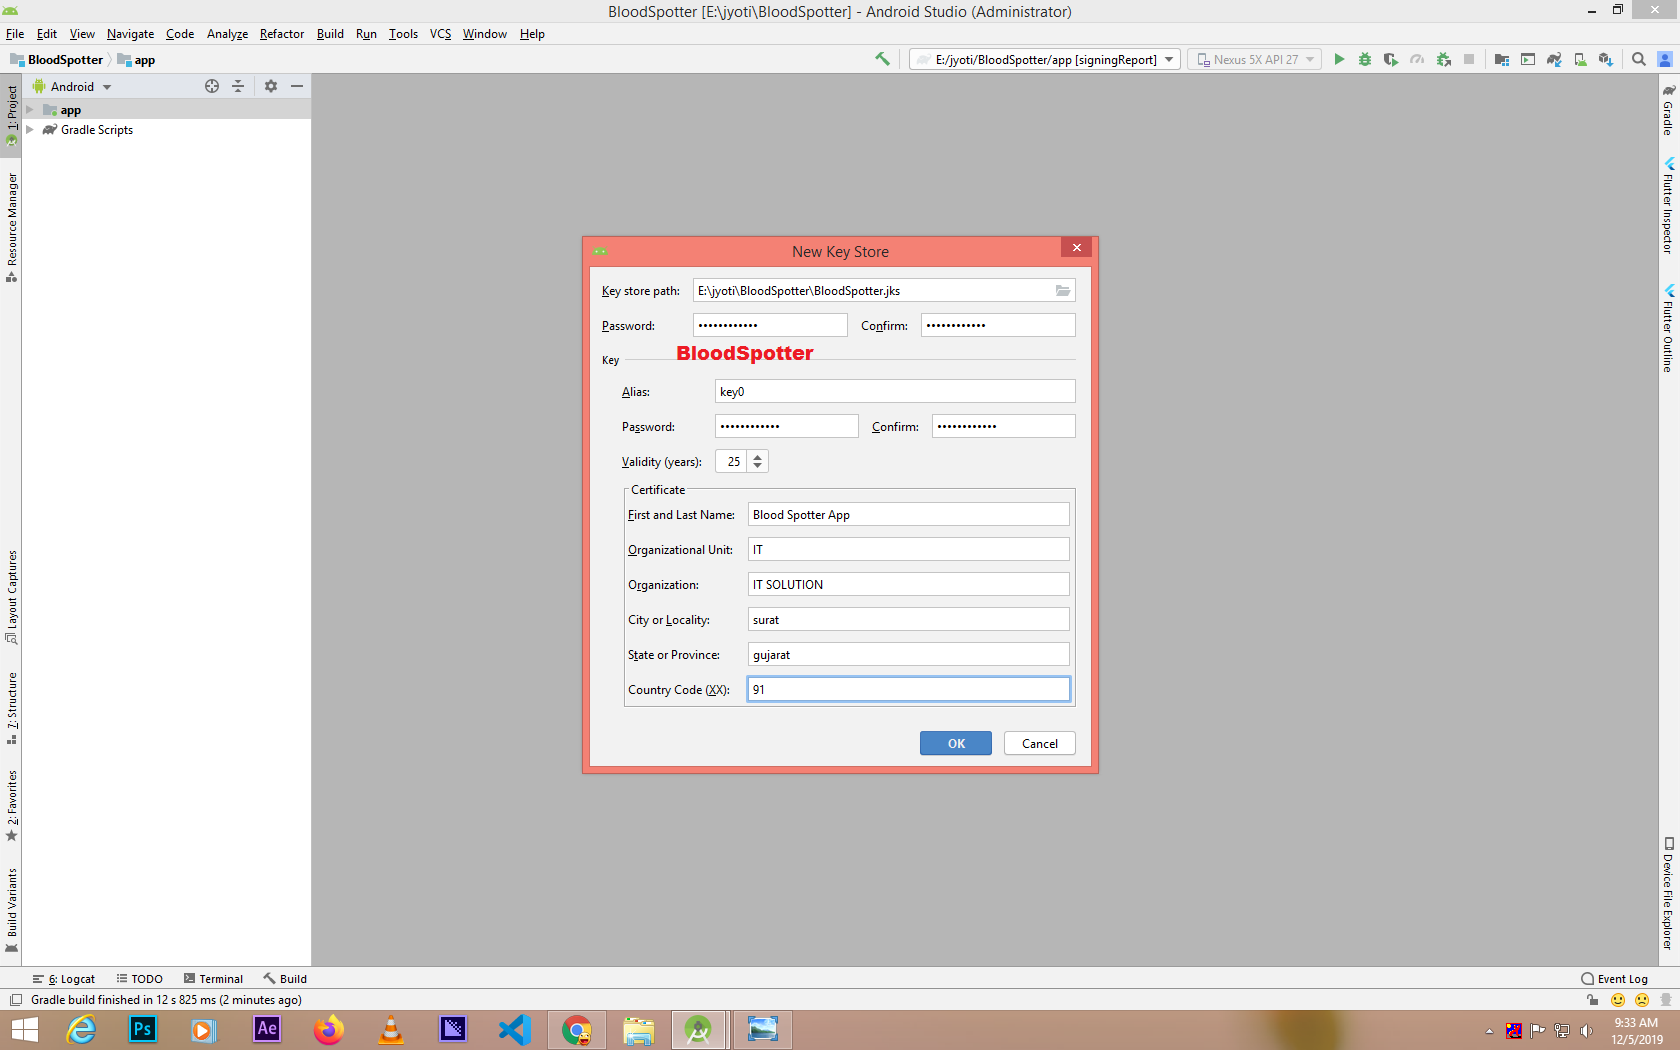 BloodSpotter [E:\jyoti\BloodSpotter] - Android Studio (Administrator)
File Edit View Navigate Code Analyze Refactor Build Run Tools VCS Window Help
BloodSpotter app E:/jyoti/BloodSpotter/app [signingReport] Nexus 5X API 27
1: Project
Resource Manager
Layout Captures
7: Structure
2: Favorites
Build Variants
Android
app
Gradle Scripts
New Key Store
Key store path: E:\jyoti\BloodSpotter\BloodSpotter.jks
Password: •••••••••••• Confirm: ••••••••••••
BloodSpotter
Key
Alias: key0
Password: •••••••••••• Confirm: ••••••••••••
Validity (years): 25
Certificate
First and Last Name: Blood Spotter App
Organizational Unit: IT
Organization: IT SOLUTION
City or Locality: surat
State or Province: gujarat
Country Code (XX): 91
OK Cancel
Gradle
Flutter Inspector
Flutter Outline
Device File Explorer
6: Logcat TODO Terminal Build Event Log
Gradle build finished in 12 s 825 ms (2 minutes ago)
Ps Ae
9:33 AM
12/5/2019